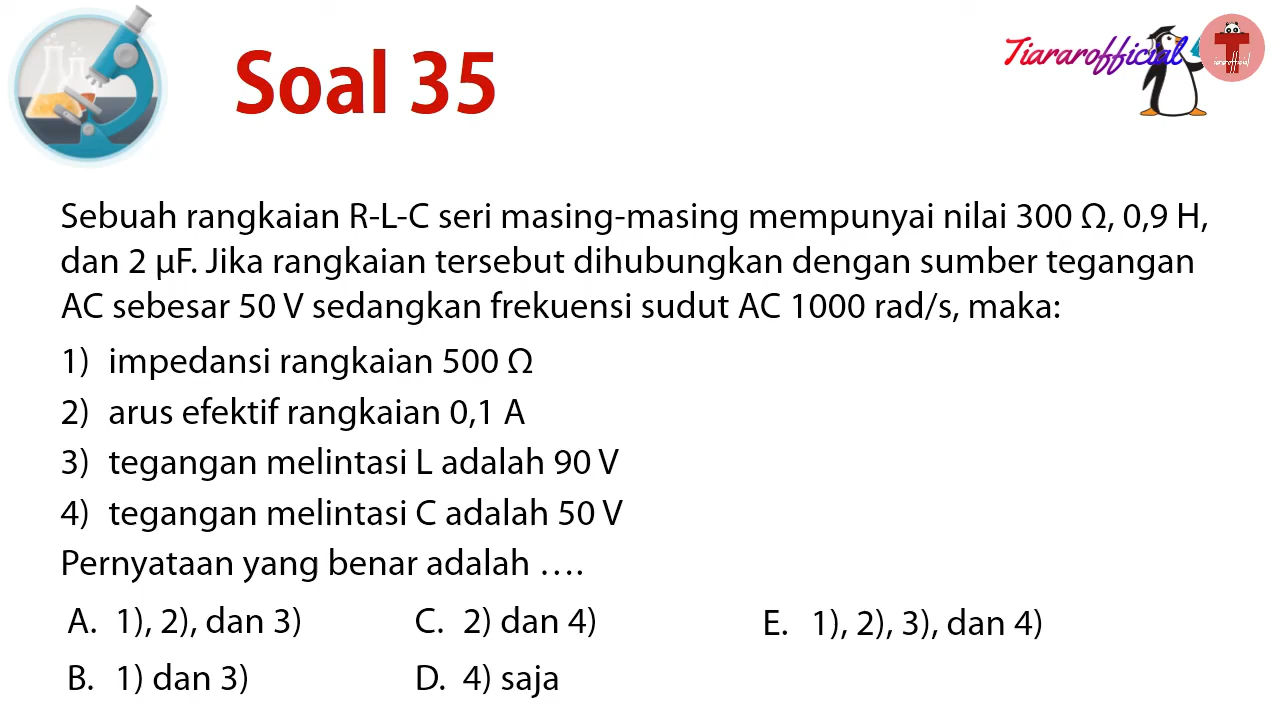 Soal 35
Tiararofficial
T
tiararofficial
Sebuah rangkaian R-L-C seri masing-masing mempunyai nilai 300 Ω, 0,9 H,
dan 2 μF. Jika rangkaian tersebut dihubungkan dengan sumber tegangan
AC sebesar 50 V sedangkan frekuensi sudut AC 1000 rad/s, maka:
1) impedansi rangkaian 500 Ω
2) arus efektif rangkaian 0,1 A
3) tegangan melintasi L adalah 90 V
4) tegangan melintasi C adalah 50 V
Pernyataan yang benar adalah ….
A. 1), 2), dan 3) C. 2) dan 4) E. 1), 2), 3), dan 4)
B. 1) dan 3) D. 4) saja